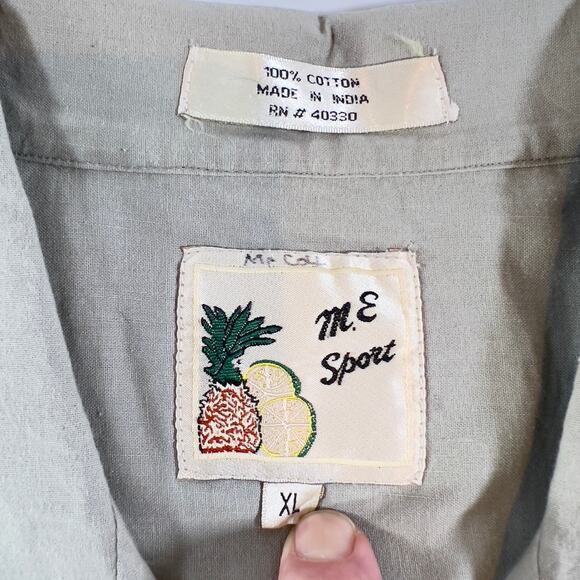 100% COTTON
MADE IN INDIA
RN # 40330
M.E
Sport
XL